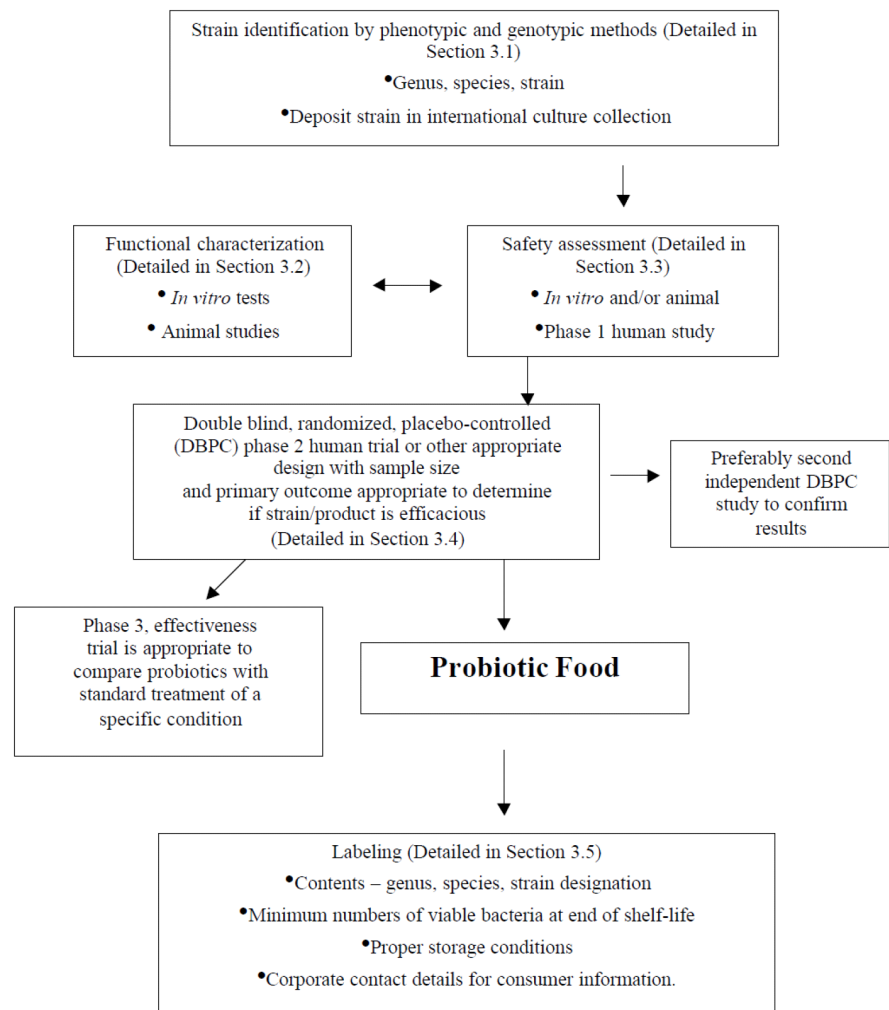 Strain identification by phenotypic and genotypic methods (Detailed in
Section 3.1)
•Genus, species, strain
•Deposit strain in international culture collection
Functional characterization
(Detailed in Section 3.2)
• In vitro tests
• Animal studies
Safety assessment (Detailed in
Section 3.3)
• In vitro and/or animal
•Phase 1 human study
Double blind, randomized, placebo-controlled
(DBPC) phase 2 human trial or other appropriate
design with sample size
and primary outcome appropriate to determine
if strain/product is efficacious
(Detailed in Section 3.4)
Preferably second
independent DBPC
study to confirm
results
Phase 3, effectiveness
trial is appropriate to
compare probiotics with
standard treatment of a
specific condition
Probiotic Food
Labeling (Detailed in Section 3.5)
•Contents – genus, species, strain designation
•Minimum numbers of viable bacteria at end of shelf-life
•Proper storage conditions
•Corporate contact details for consumer information.